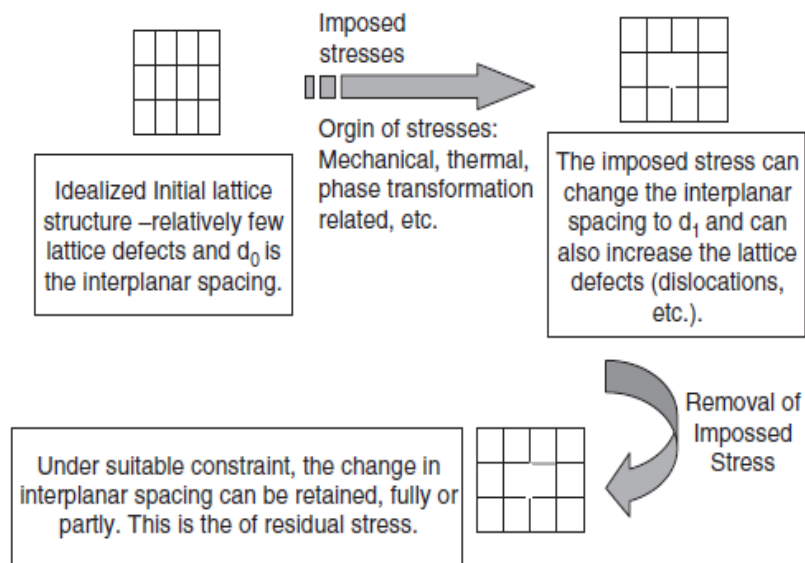 Imposed
stresses
Orgin of stresses:
Mechanical, thermal,
phase transformation
related, etc.
Idealized Initial lattice
structure –relatively few
lattice defects and d₀ is
the interplanar spacing.
The imposed stress can
change the interplanar
spacing to d₁ and can
also increase the lattice
defects (dislocations,
etc.).
Removal of
Impossed
Stress
Under suitable constraint, the change in
interplanar spacing can be retained, fully or
partly. This is the of residual stress.